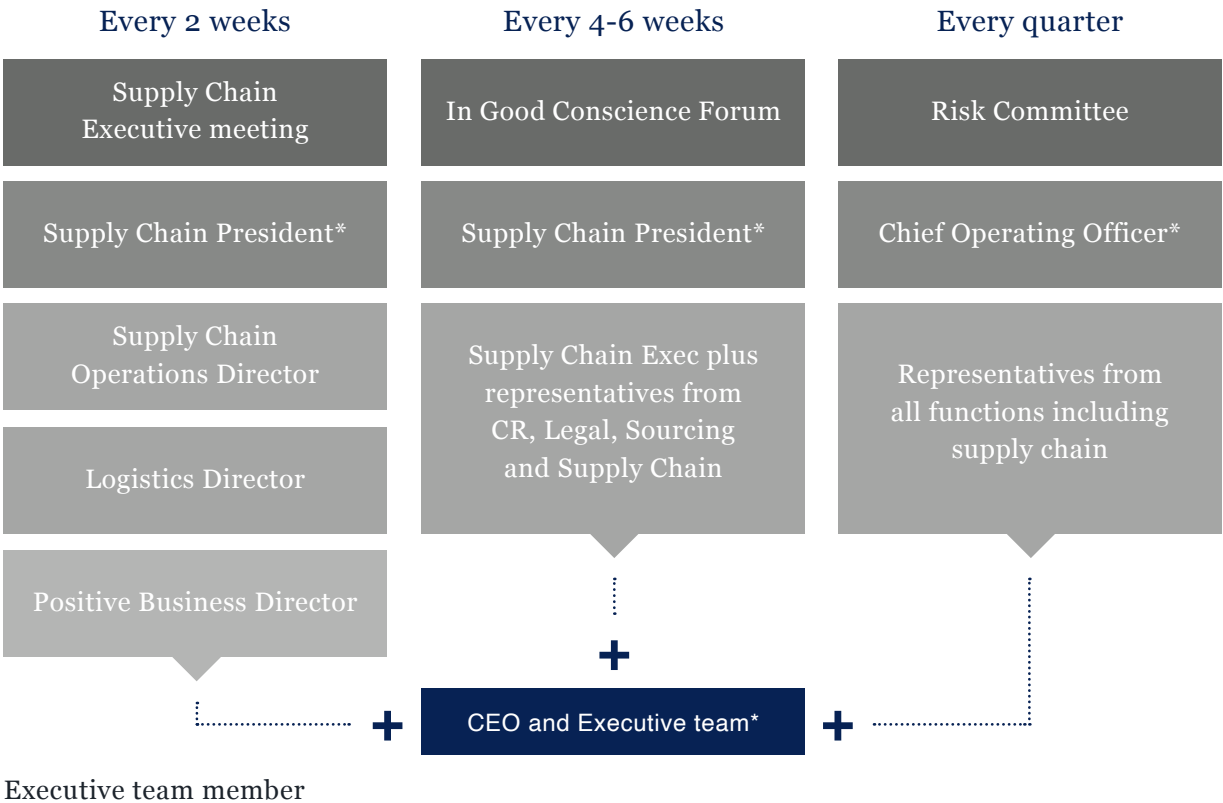 Every 2 weeks
Supply Chain
Executive meeting
Supply Chain President*
Supply Chain
Operations Director
Logistics Director
Positive Business Director
Every 4-6 weeks
In Good Conscience Forum
Supply Chain President*
Supply Chain Exec plus
representatives from
CR, Legal, Sourcing
and Supply Chain
Every quarter
Risk Committee
Chief Operating Officer*
Representatives from
all functions including
supply chain
+
+
CEO and Executive team*
+
Executive team member